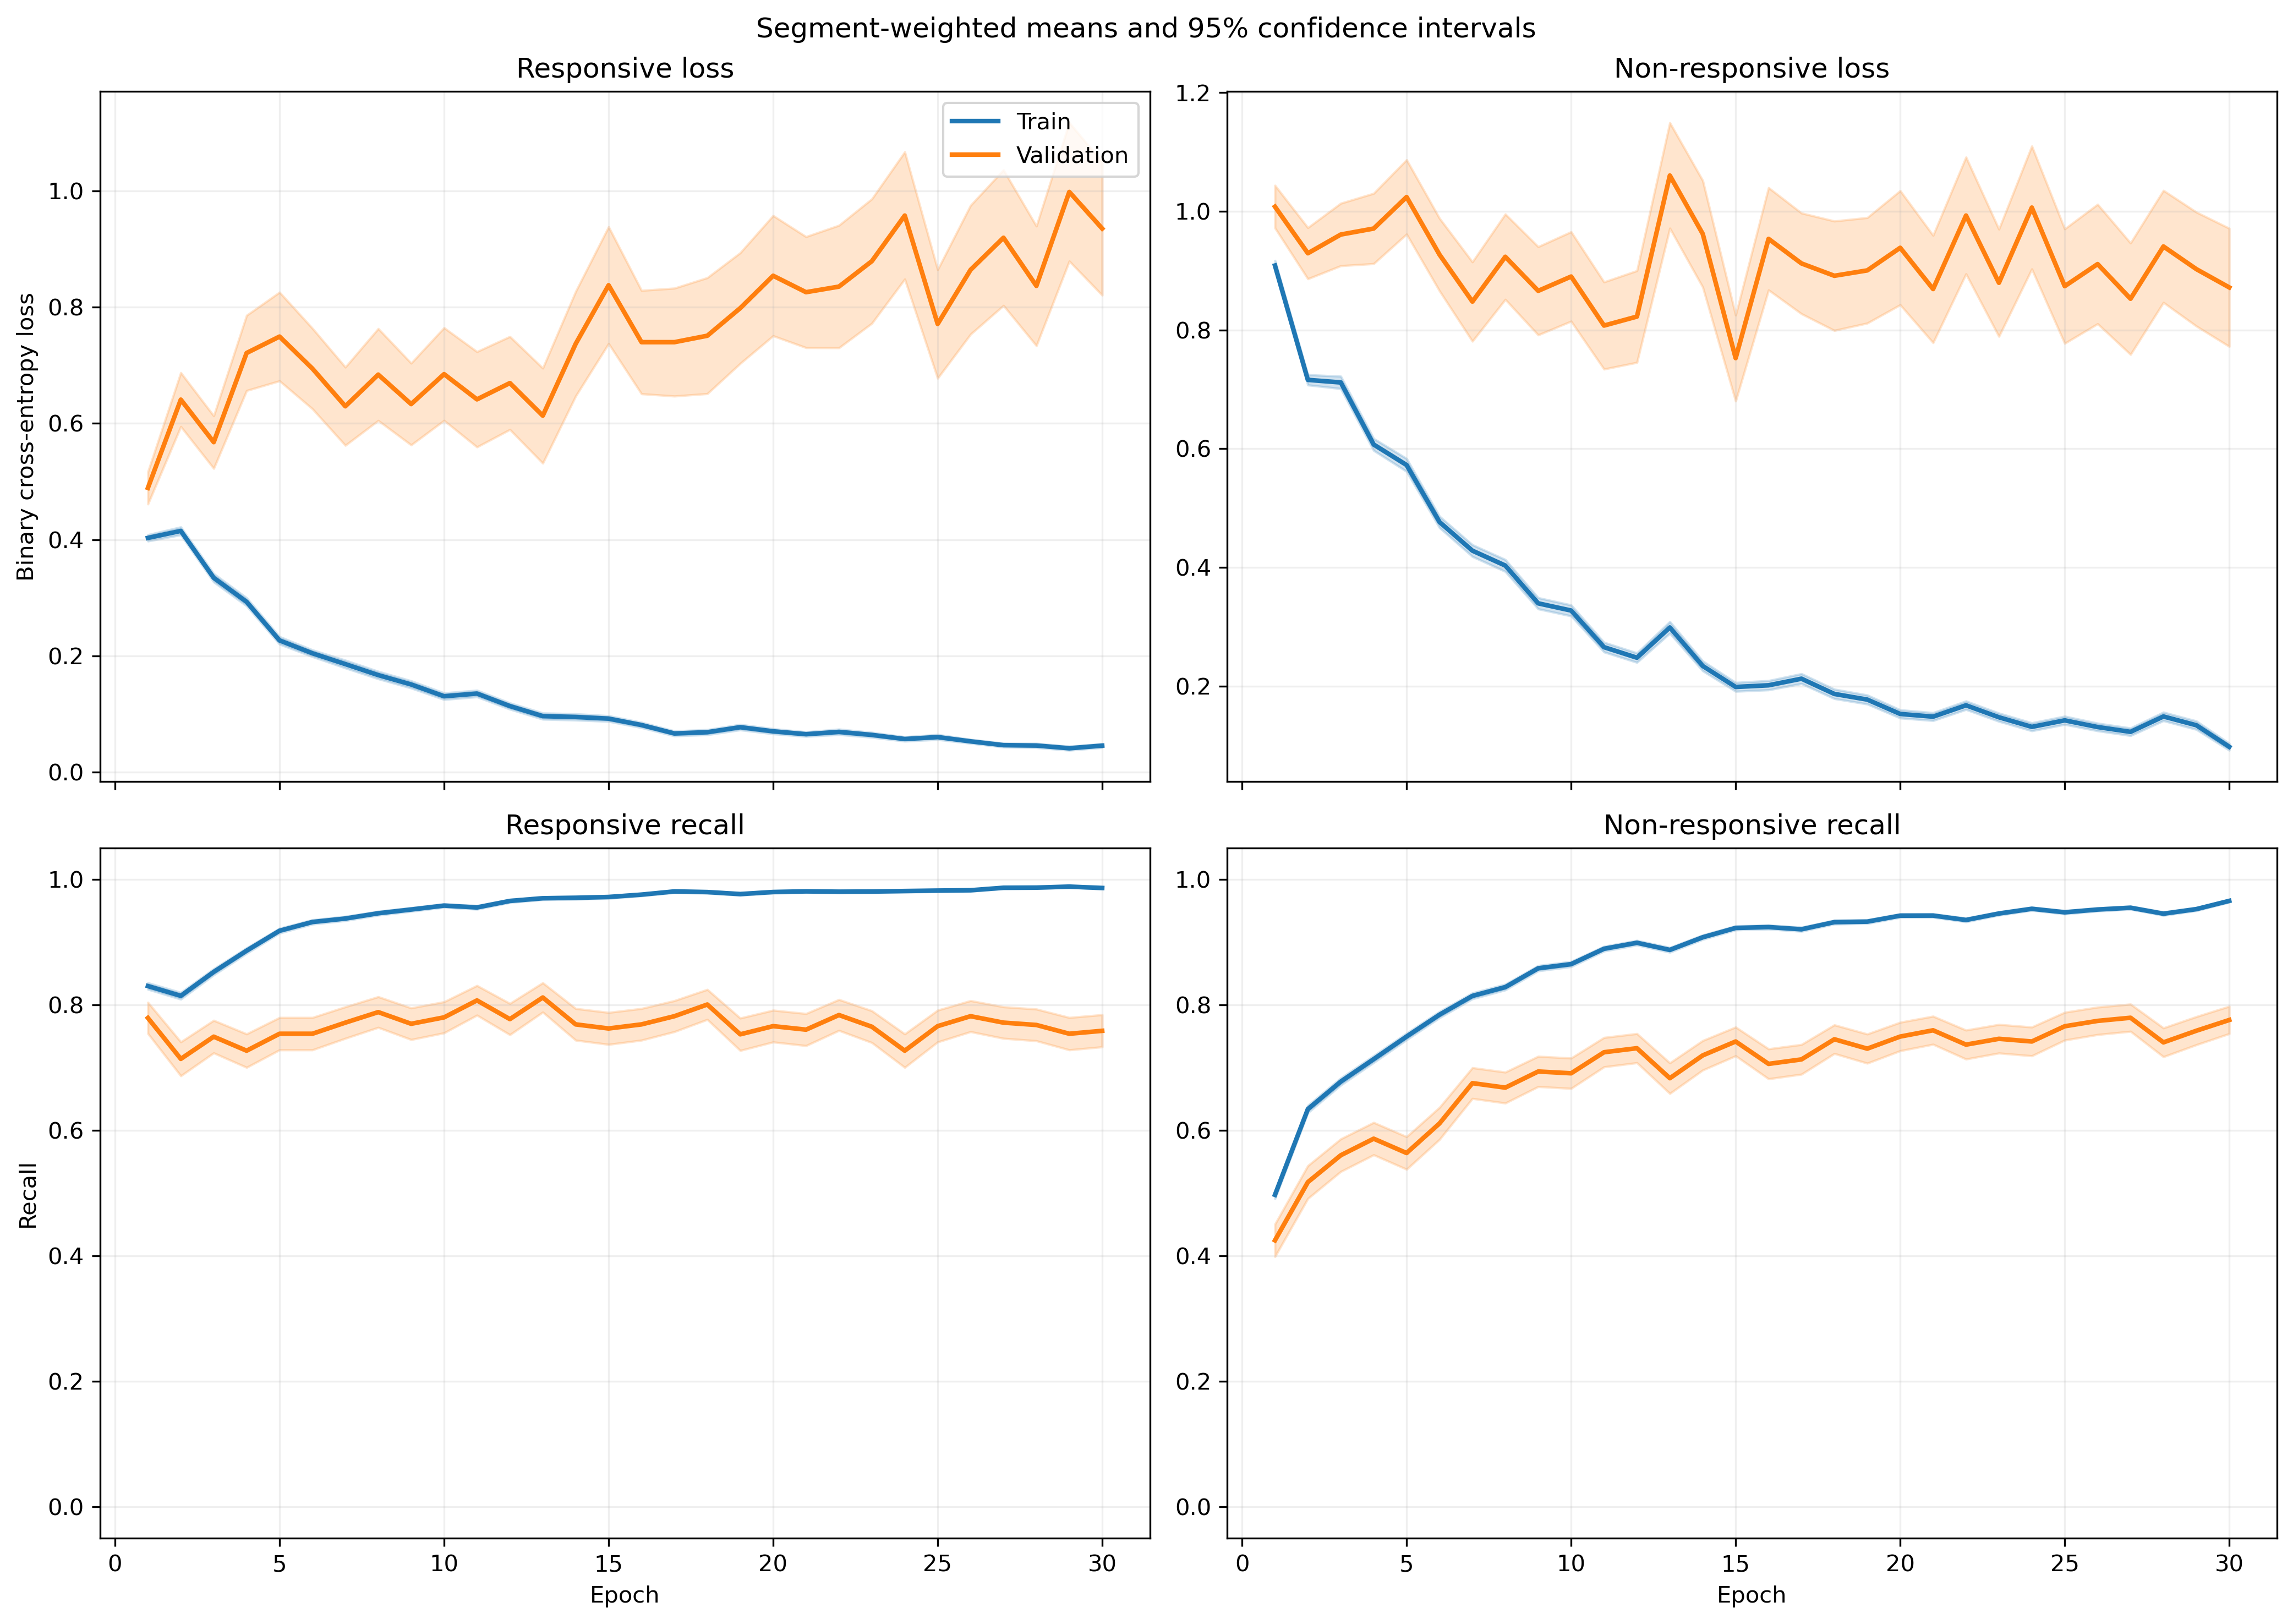 Segment-weighted means and 95% confidence intervals
Responsive loss
Non-responsive loss
Train
Validation
Binary cross-entropy loss
1.0
0.8
0.6
0.4
0.2
0.0
1.2
1.0
0.8
0.6
0.4
0.2
Responsive recall
Non-responsive recall
Recall
1.0
0.8
0.6
0.4
0.2
0.0
1.0
0.8
0.6
0.4
0.2
0.0
0 5 10 15 20 25 30
0 5 10 15 20 25 30
Epoch
Epoch